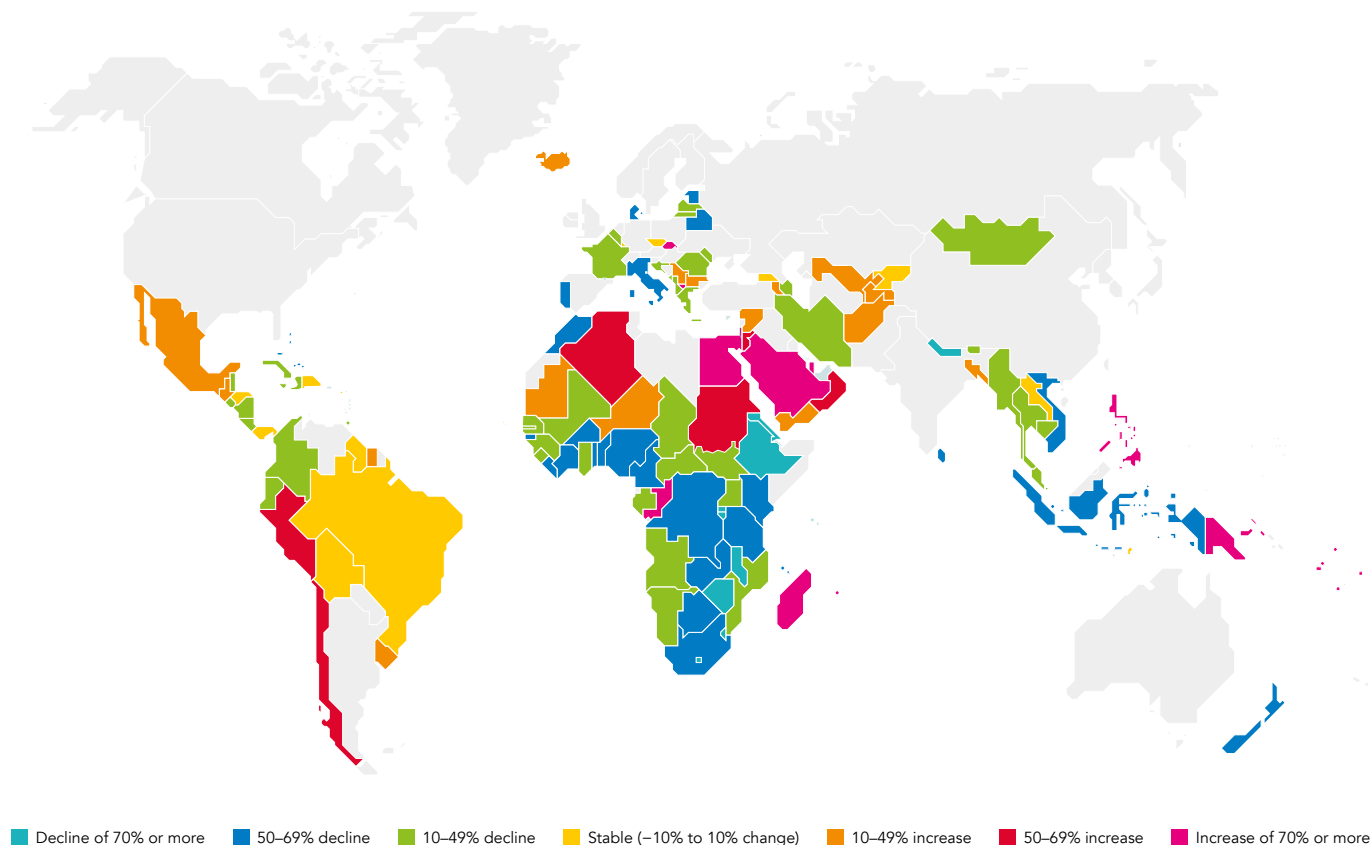 Decline of 70% or more 50–69% decline 10–49% decline Stable (−10% to 10% change) 10–49% increase 50–69% increase Increase of 70% or more